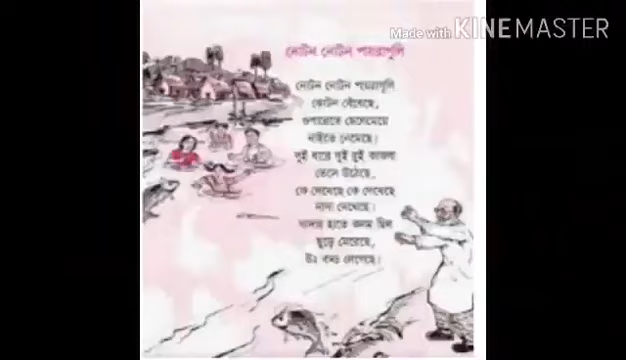 Made with KINEMASTER
নোটন নোটন পায়রাগুলি
নোটন নোটন পায়রাগুলি
ঝোটন বেঁধেছে,
ওপারেতে ছেলেমেয়ে
নাইতে নেমেছে।
দুই ধারে দুই রুই কাতলা
ভেসে উঠেছে,
কে দেখেছে কে দেখেছে
দাদা দেখেছে।
দাদার হাতে কলম ছিল
ছুড়ে মেরেছে,
উঃ বড্ড লেগেছে।